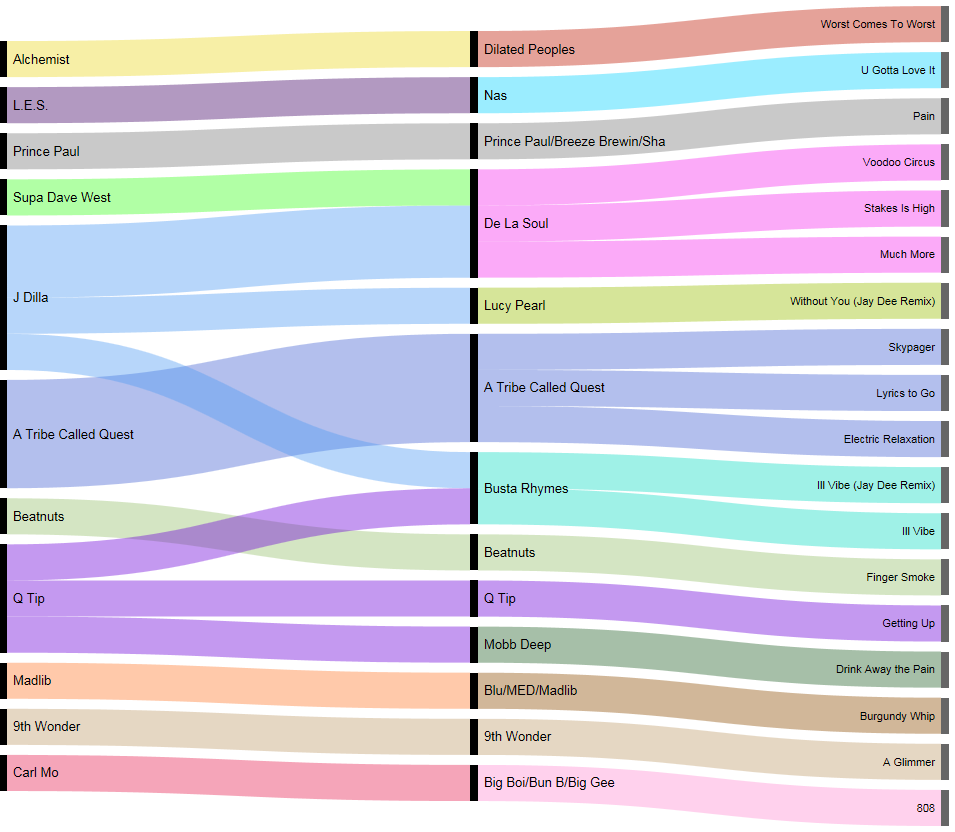 Alchemist
L.E.S.
Prince Paul
Supa Dave West
J Dilla
A Tribe Called Quest
Beatnuts
Q Tip
Madlib
9th Wonder
Carl Mo
Dilated Peoples
Nas
Prince Paul/Breeze Brewin/Sha
De La Soul
Lucy Pearl
A Tribe Called Quest
Busta Rhymes
Beatnuts
Q Tip
Mobb Deep
Blu/MED/Madlib
9th Wonder
Big Boi/Bun B/Big Gee
Worst Comes To Worst
U Gotta Love It
Pain
Voodoo Circus
Stakes Is High
Much More
Without You (Jay Dee Remix)
Skypager
Lyrics to Go
Electric Relaxation
Ill Vibe (Jay Dee Remix)
Ill Vibe
Finger Smoke
Getting Up
Drink Away the Pain
Burgundy Whip
A Glimmer
808